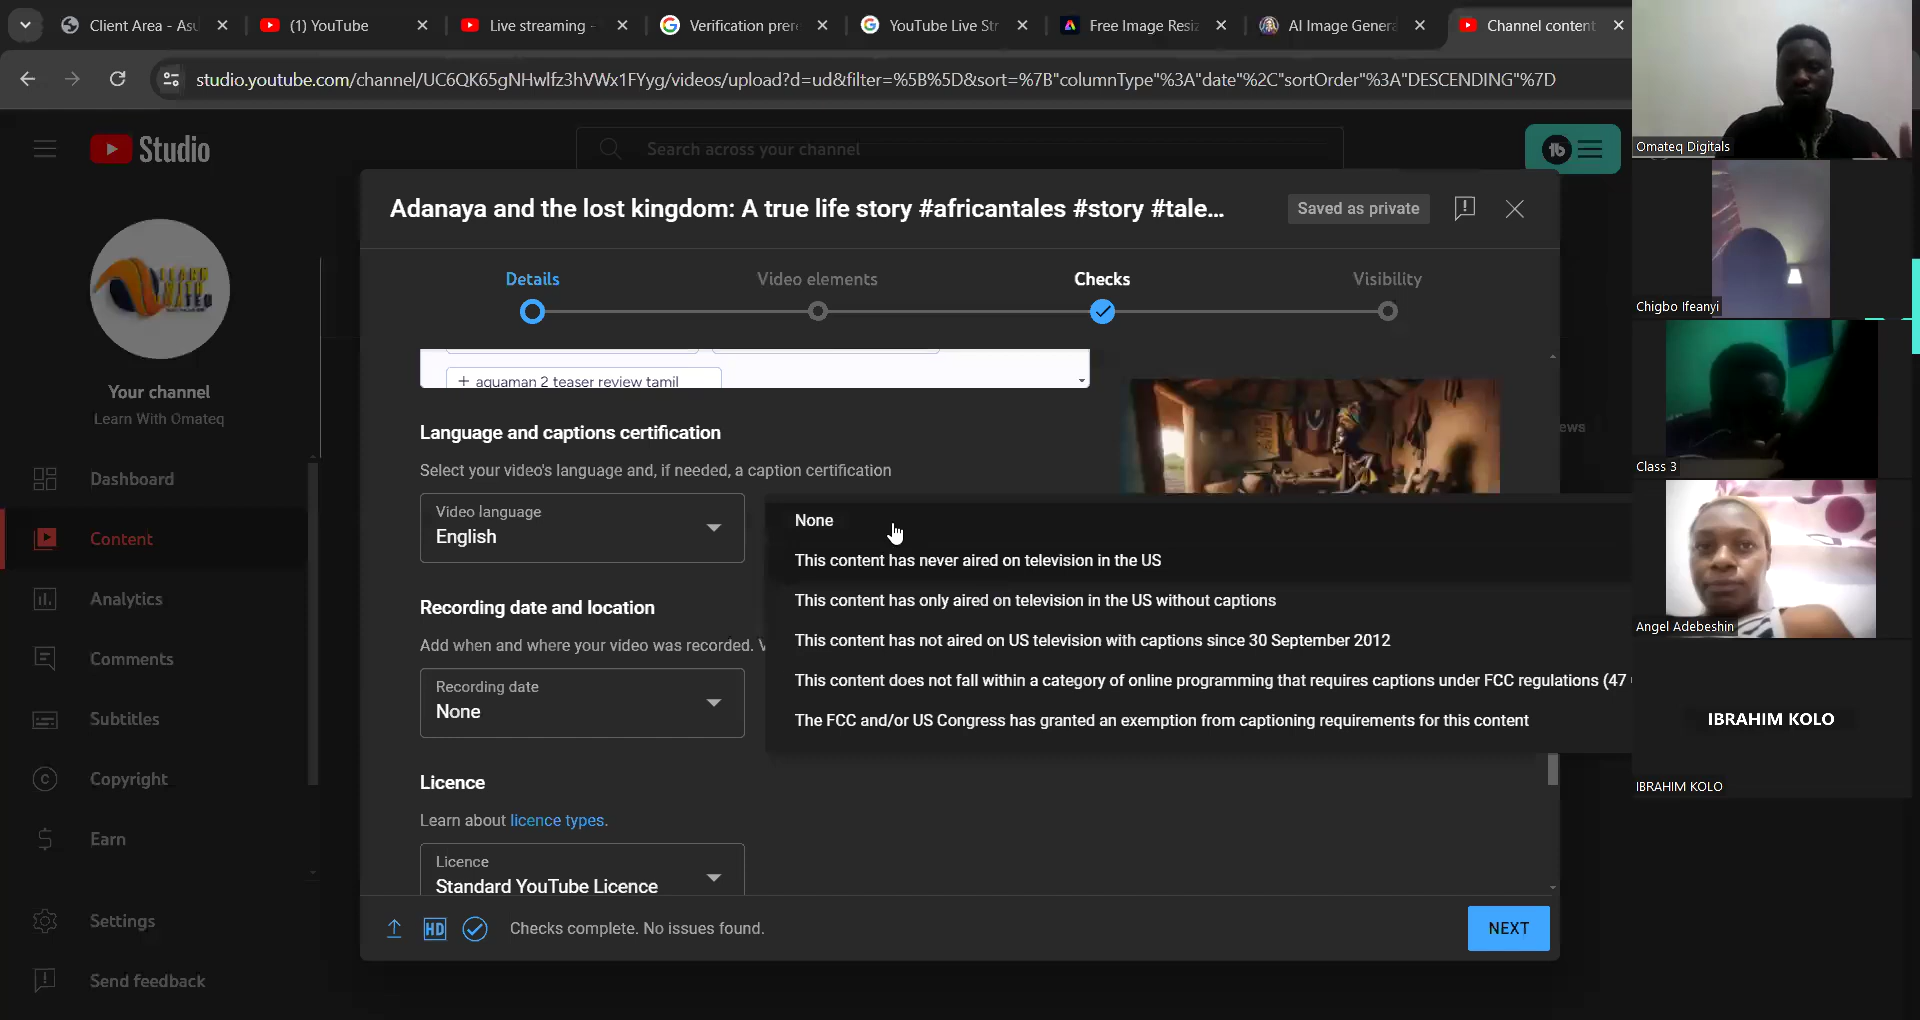 Client Area - Asu
(1) YouTube
Live streaming -
Verification prere
YouTube Live Str
Free Image Resiz
AI Image Genera
Channel content
studio.youtube.com/channel/UC6QK65gNHwlfz3hVWx1FYyg/videos/upload?d=ud&filter=%5B%5D&sort=%7B"columnType"%3A"date"%2C"sortOrder"%3A"DESCENDING"%7D
Studio
Search across your channel
tb
Omateq Digitals
Adanaya and the lost kingdom: A true life story #africantales #story #tale...
Saved as private
Details
Video elements
Checks
Visibility
Chigbo Ifeanyi
Your channel
Learn With Omateq
+ aquaman 2 teaser review tamil
Language and captions certification
Select your video's language and, if needed, a caption certification
ews
Class 3
Dashboard
Content
Analytics
Comments
Subtitles
Copyright
Earn
Settings
Send feedback
Video language
English
None
This content has never aired on television in the US
This content has only aired on television in the US without captions
This content has not aired on US television with captions since 30 September 2012
This content does not fall within a category of online programming that requires captions under FCC regulations (47
The FCC and/or US Congress has granted an exemption from captioning requirements for this content
Recording date and location
Add when and where your video was recorded. V
Recording date
None
Licence
Learn about licence types.
Licence
Standard YouTube Licence
HD
Checks complete. No issues found.
NEXT
Angel Adebeshin
IBRAHIM KOLO
IBRAHIM KOLO